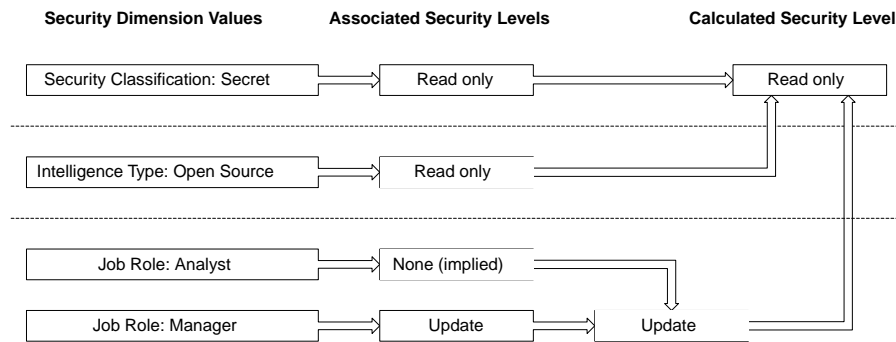 Security Dimension Values Associated Security Levels Calculated Security Level
Security Classification: Secret Read only Read only
Intelligence Type: Open Source Read only
Job Role: Analyst None (implied)
Job Role: Manager Update Update